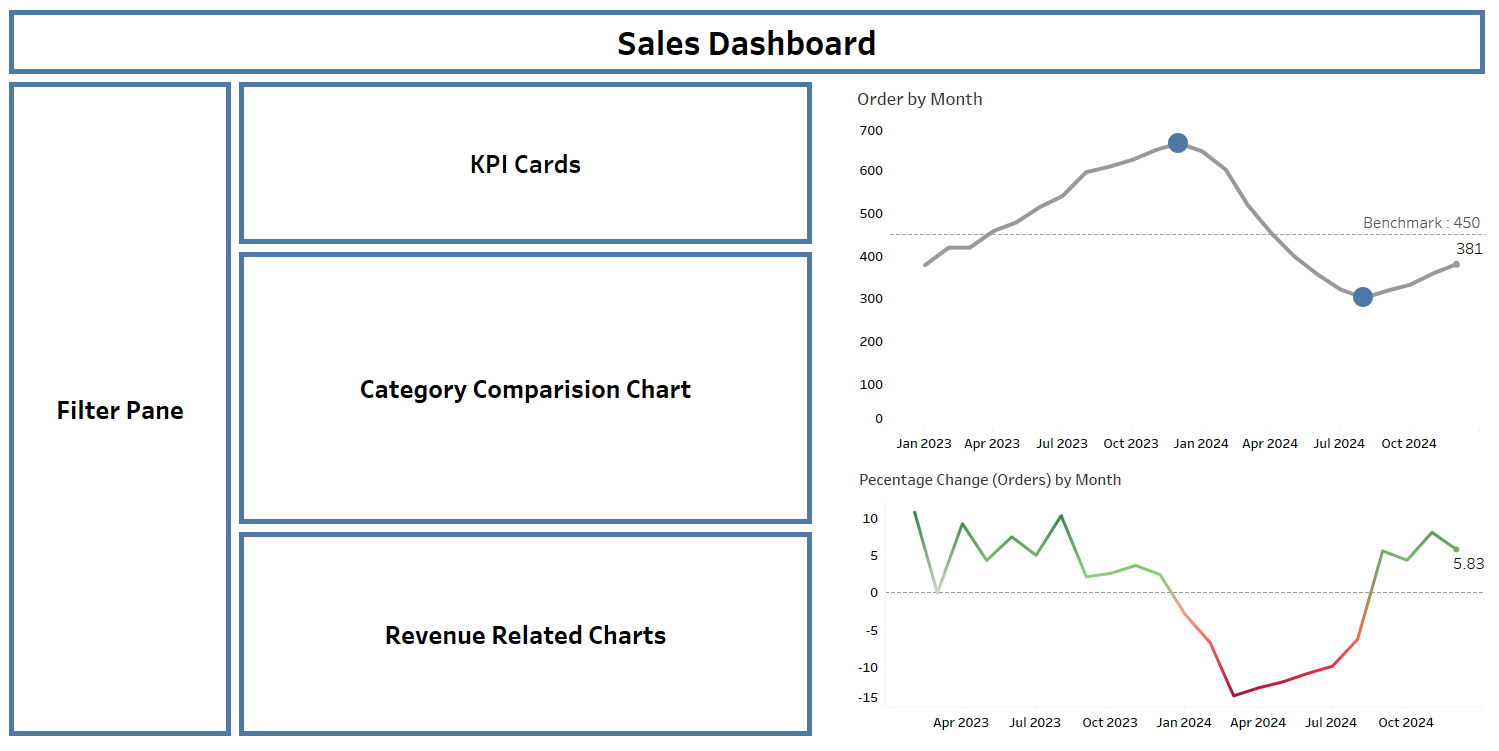 Sales Dashboard
Filter Pane
KPI Cards
Category Comparision Chart
Revenue Related Charts
Order by Month
700
600
500
400
300
200
100
0
Benchmark : 450
381
Jan 2023 Apr 2023 Jul 2023 Oct 2023 Jan 2024 Apr 2024 Jul 2024 Oct 2024
Pecentage Change (Orders) by Month
10
5
0
-5
-10
-15
5.83
Apr 2023 Jul 2023 Oct 2023 Jan 2024 Apr 2024 Jul 2024 Oct 2024